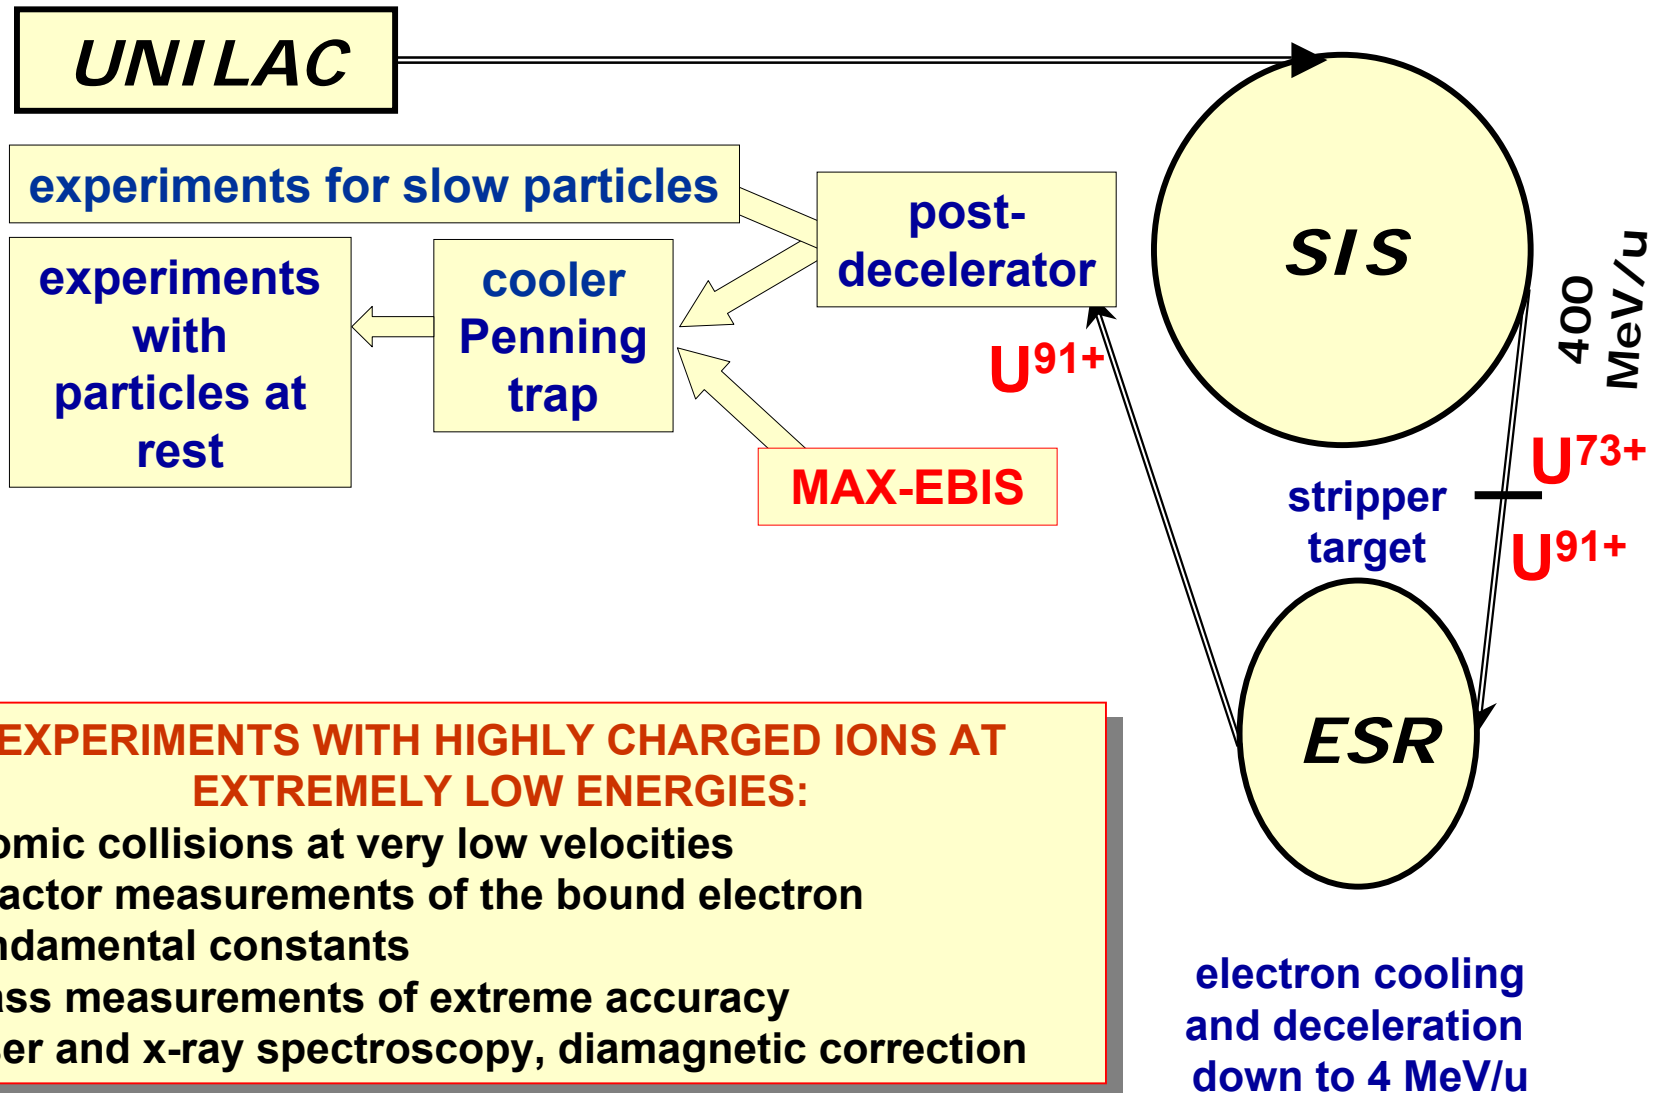 UNILAC
experiments for slow particles
post-
decelerator
experiments
with
particles at
rest
cooler
Penning
trap
U91+
MAX-EBIS
SIS
400
MeV/u
U73+
stripper
target
U91+
ESR
EXPERIMENTS WITH HIGHLY CHARGED IONS AT
EXTREMELY LOW ENERGIES:
omic collisions at very low velocities
actor measurements of the bound electron
ndamental constants
ass measurements of extreme accuracy
ser and x-ray spectroscopy, diamagnetic correction
electron cooling
and deceleration
down to 4 MeV/u